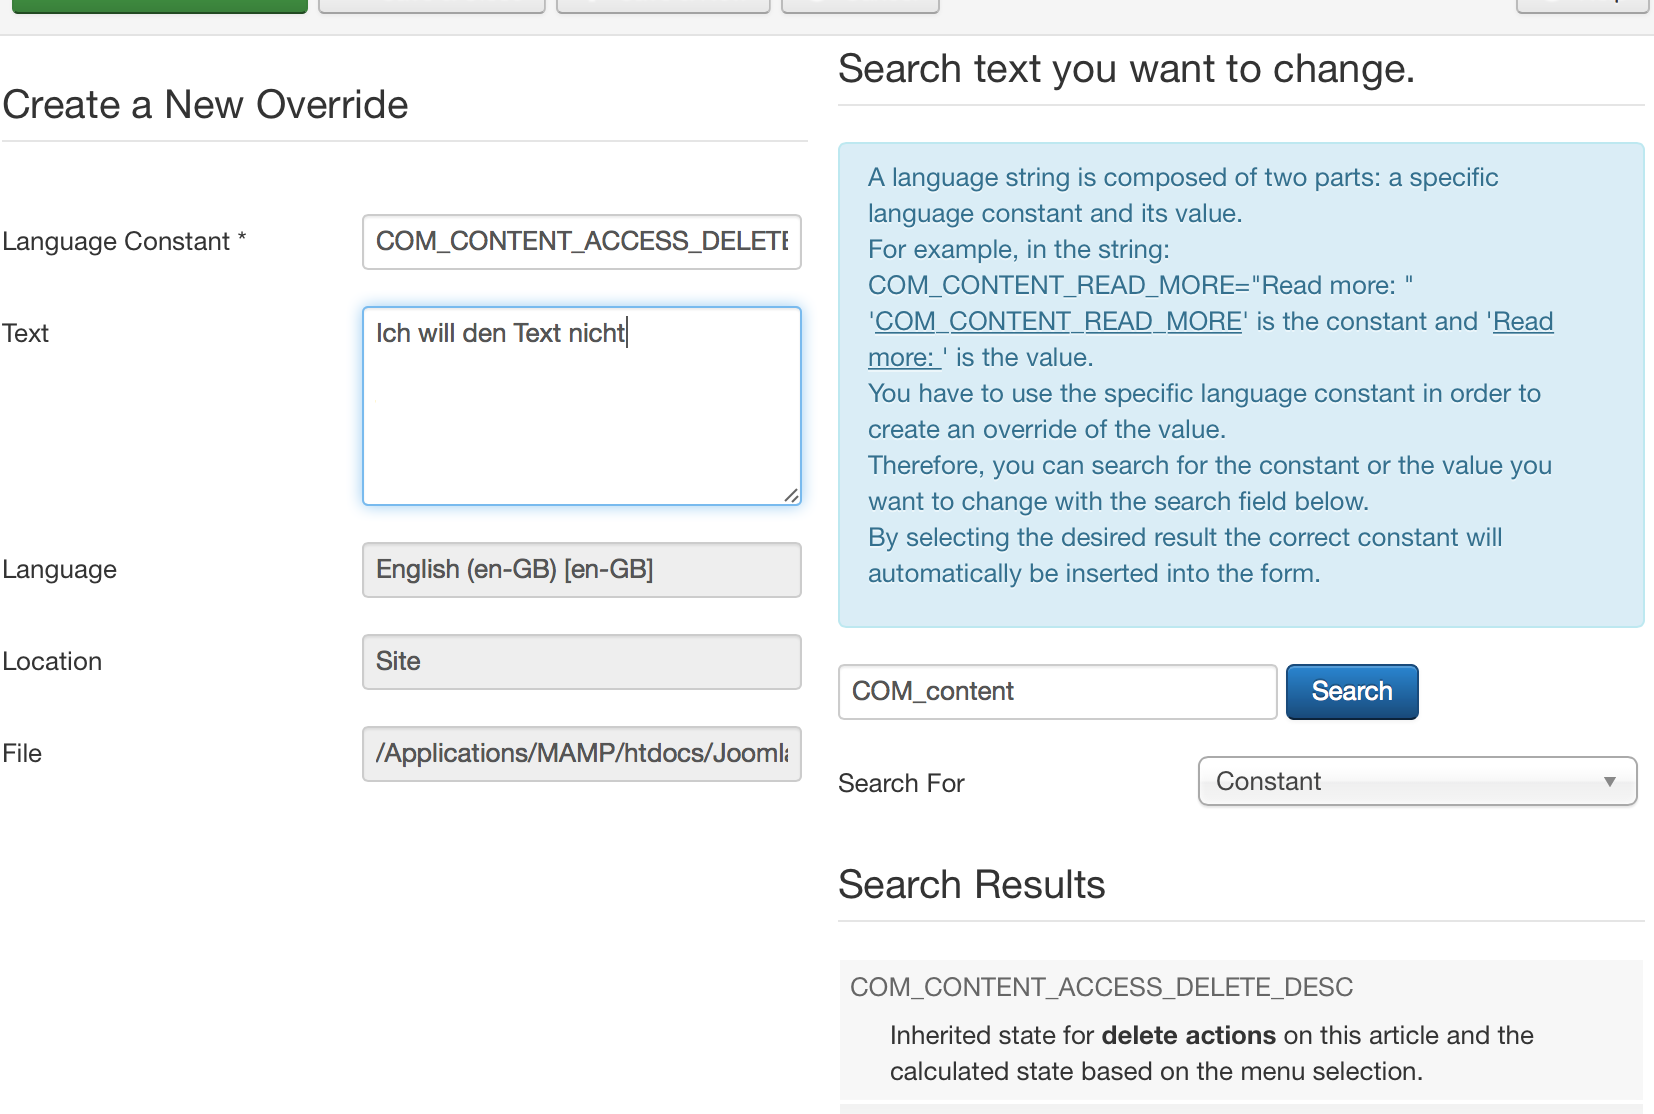 Create a New Override
Language Constant *
COM_CONTENT_ACCESS_DELETE
Text
Ich will den Text nicht
Language
English (en-GB) [en-GB]
Location
Site
File
/Applications/MAMP/htdocs/Joomla
Search text you want to change.
A language string is composed of two parts: a specific
language constant and its value.
For example, in the string:
COM_CONTENT_READ_MORE="Read more: "
'COM_CONTENT_READ_MORE' is the constant and 'Read
more: ' is the value.
You have to use the specific language constant in order to
create an override of the value.
Therefore, you can search for the constant or the value you
want to change with the search field below.
By selecting the desired result the correct constant will
automatically be inserted into the form.
COM_content
Search
Search For
Constant
Search Results
COM_CONTENT_ACCESS_DELETE_DESC
Inherited state for delete actions on this article and the
calculated state based on the menu selection.